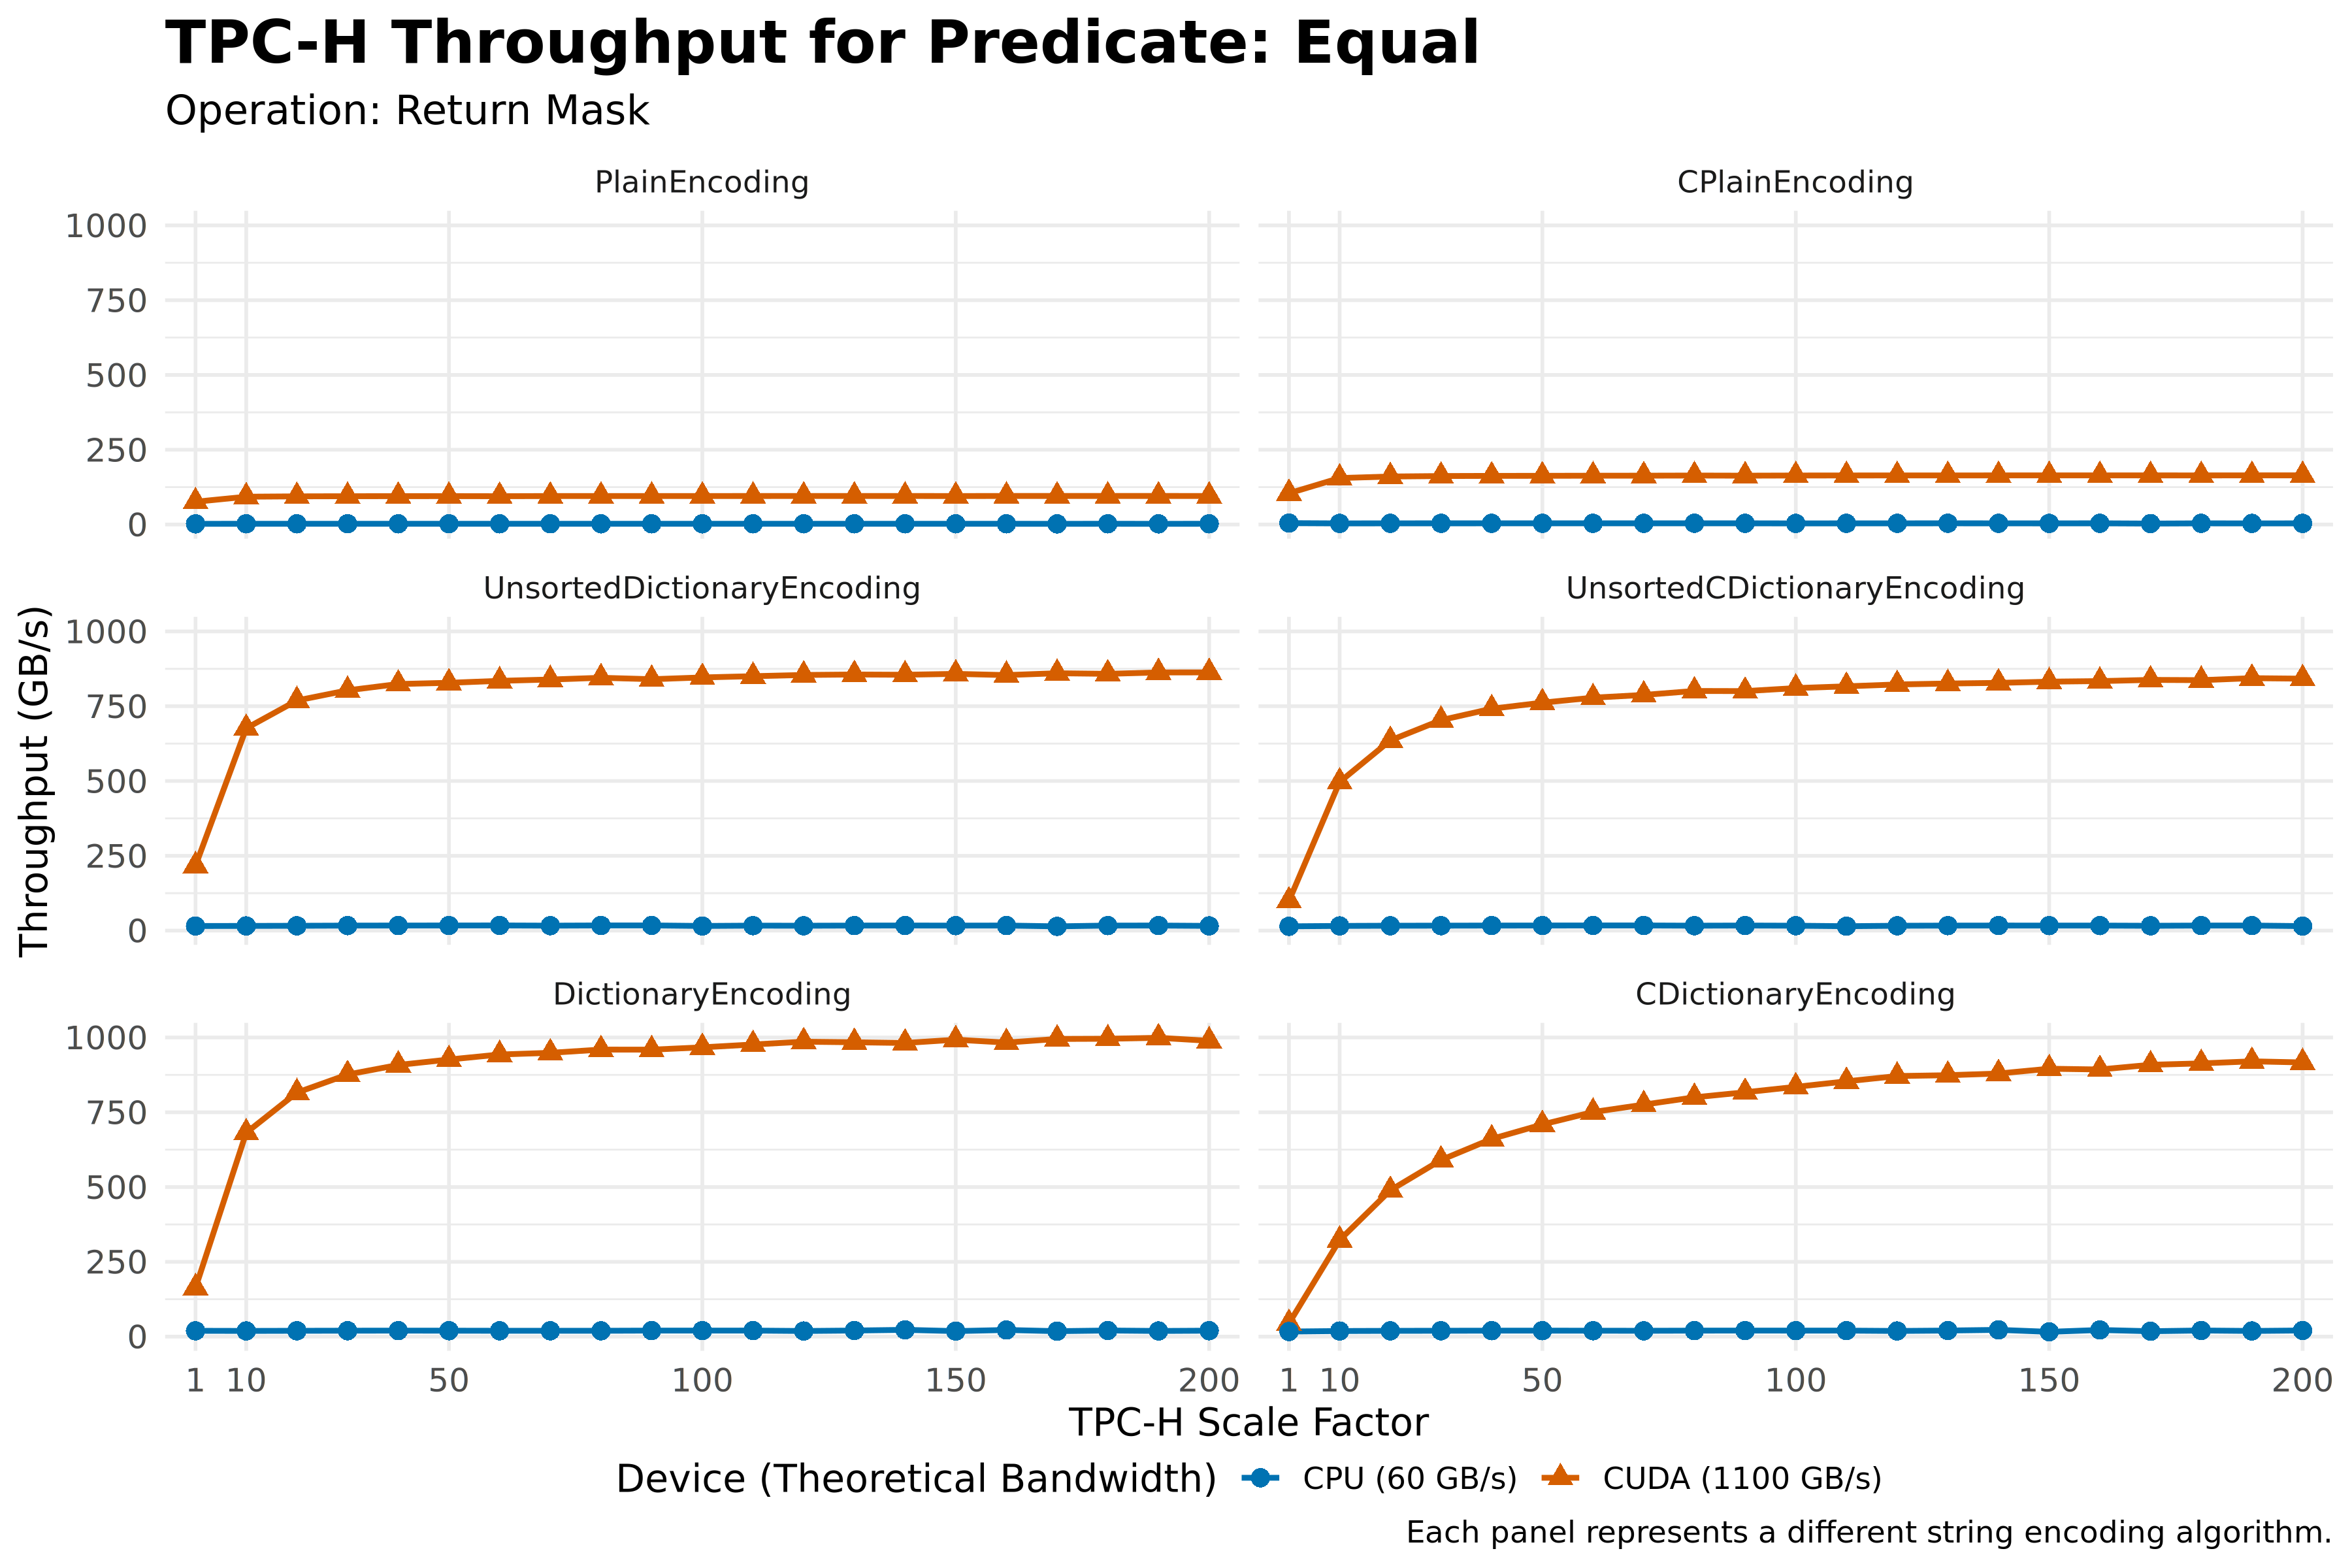 TPC-H Throughput for Predicate: Equal
Operation: Return Mask
PlainEncoding
CPlainEncoding
1000
750
500
250
0
UnsortedDictionaryEncoding
UnsortedCDictionaryEncoding
1000
750
500
250
0
DictionaryEncoding
CDictionaryEncoding
1000
750
500
250
0
Throughput (GB/s)
1 10 50 100 150 200
1 10 50 100 150 200
TPC-H Scale Factor
Device (Theoretical Bandwidth) CPU (60 GB/s) CUDA (1100 GB/s)
Each panel represents a different string encoding algorithm.